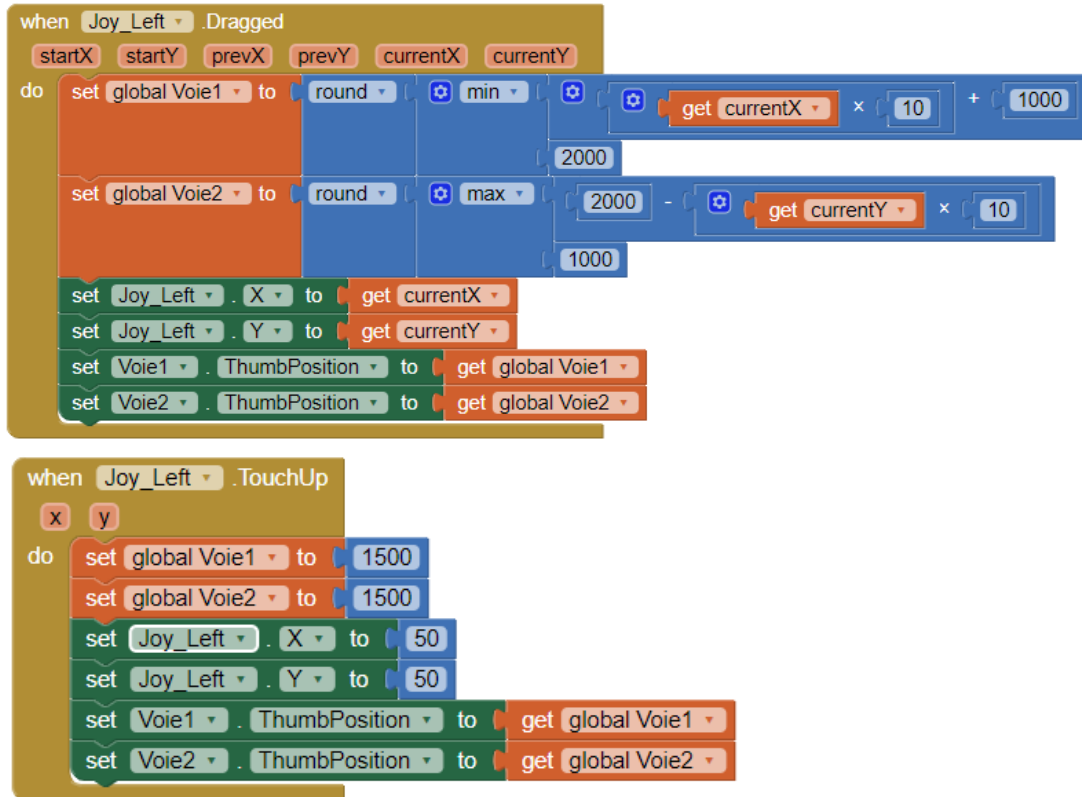 when Joy_Left .Dragged
startX startY prevX prevY currentX currentY
do set global Voie1 to round min get currentX × 10 + 1000
2000
set global Voie2 to round max 2000 - get currentY × 10
1000
set Joy_Left . X to get currentX
set Joy_Left . Y to get currentY
set Voie1 . ThumbPosition to get global Voie1
set Voie2 . ThumbPosition to get global Voie2
when Joy_Left .TouchUp
x y
do set global Voie1 to 1500
set global Voie2 to 1500
set Joy_Left . X to 50
set Joy_Left . Y to 50
set Voie1 . ThumbPosition to get global Voie1
set Voie2 . ThumbPosition to get global Voie2